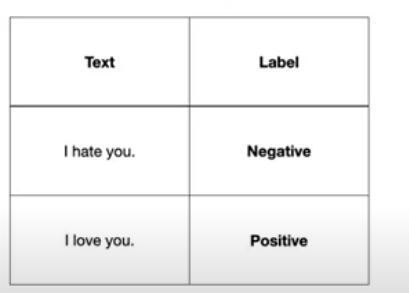 Text Label
I hate you. Negative
I love you. Positive